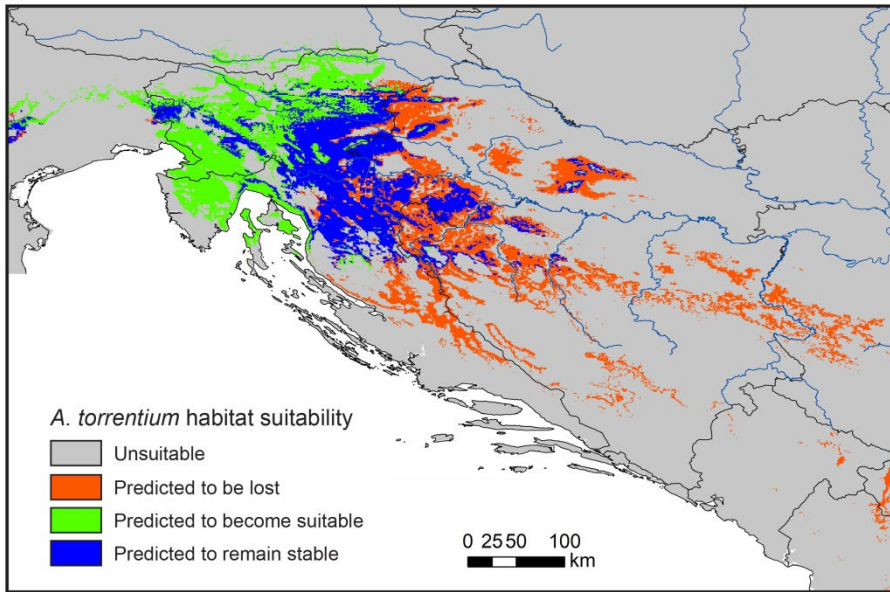 A. torrentium habitat suitability
Unsuitable
Predicted to be lost
Predicted to become suitable
Predicted to remain stable
0 25 50 100
km